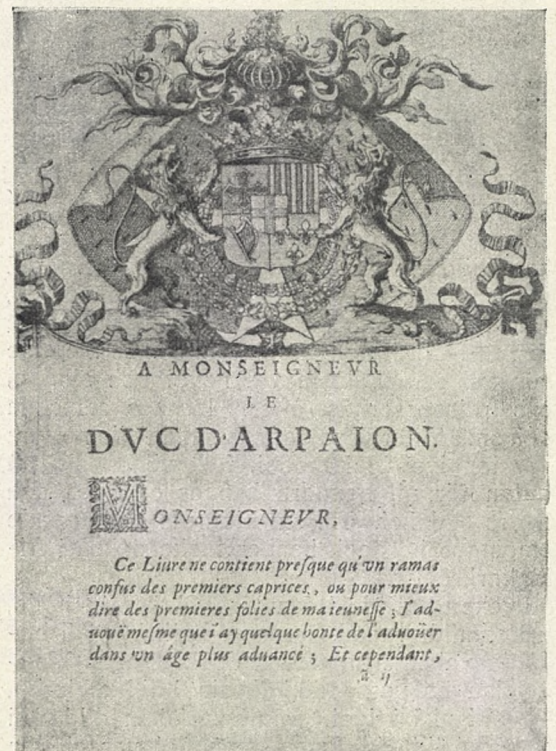 A MONSEIGNEVR
LE
DVC D'ARPAION.
MONSEIGNEVR,
Ce Liure ne contient preſque qu'vn ramas
confus des premiers caprices, ou pour mieux
dire des premieres folies de ma ieuneſſe ; I'ad-
uouë meſme que i'ay quelque honte de l'aduoüer
dans vn âge plus aduancé ; Et cependant,
ã ij